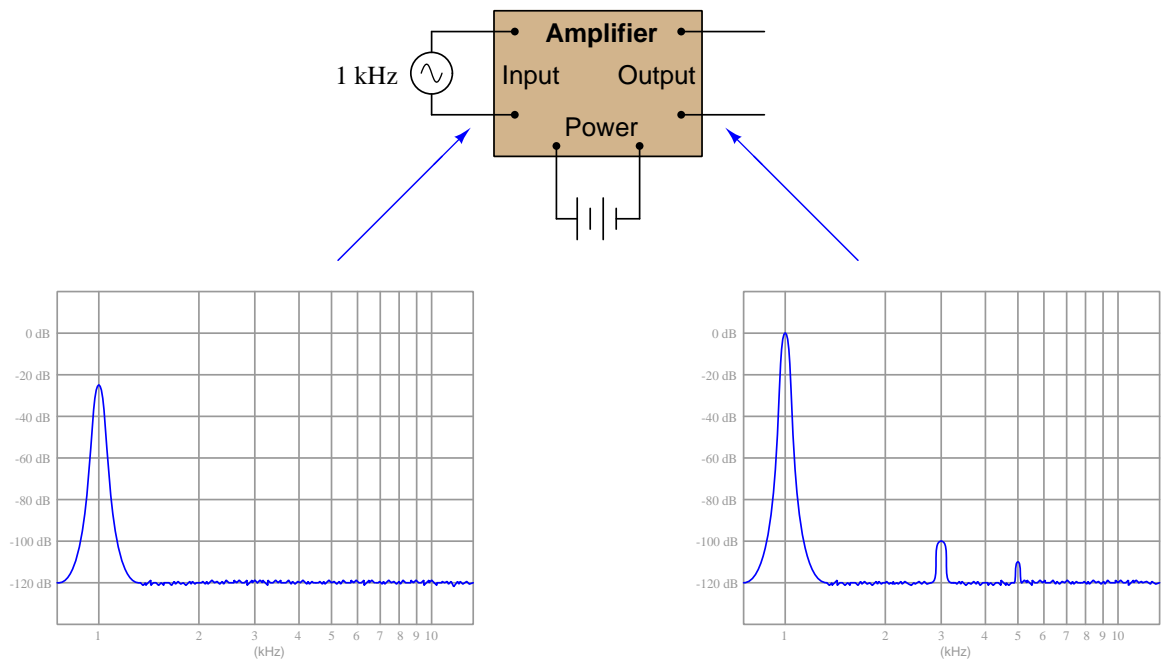 Amplifier
1 kHz
Input Output
Power
0 dB
-20 dB
-40 dB
-60 dB
-80 dB
-100 dB
-120 dB
1 2 3 4 5 6 7 8 9 10
(kHz)
0 dB
-20 dB
-40 dB
-60 dB
-80 dB
-100 dB
-120 dB
1 2 3 4 5 6 7 8 9 10
(kHz)